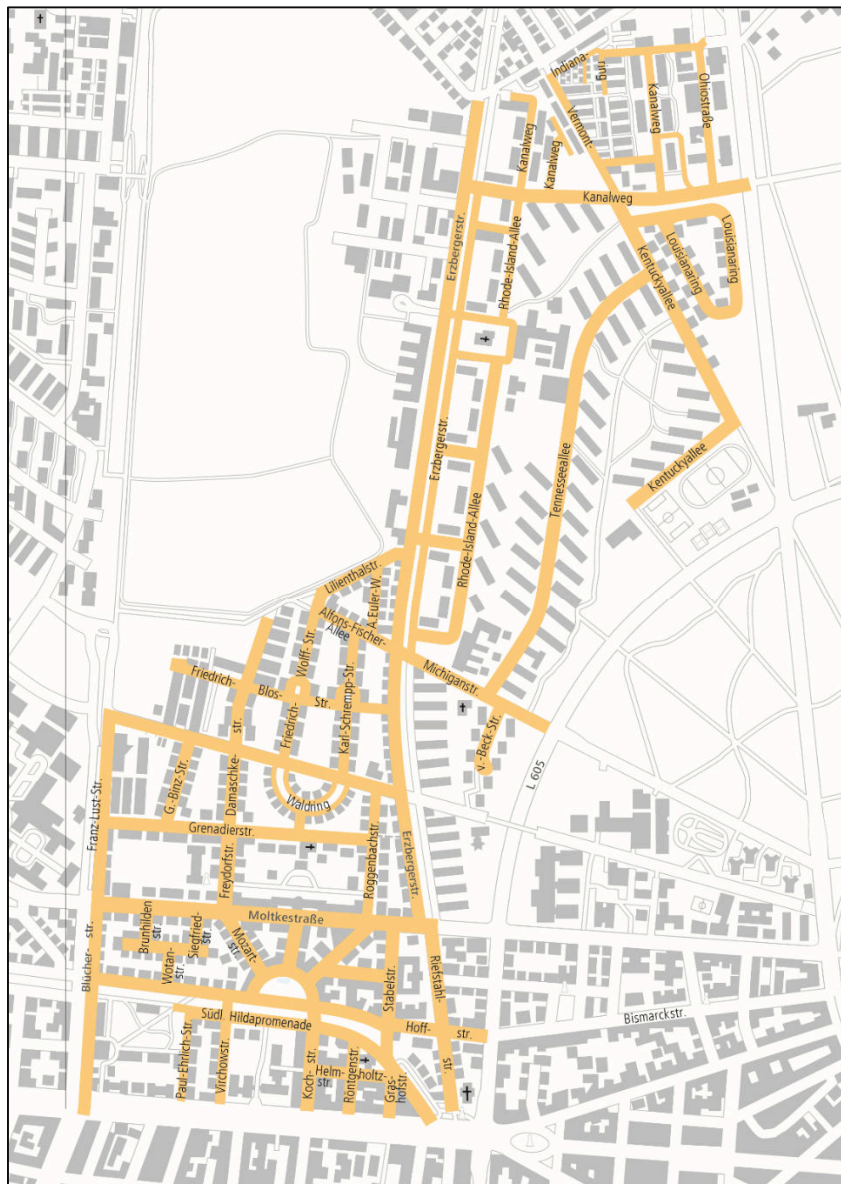 Indiana-
ring
Ohiostraße
Kanalweg
Vermont-
Kanalweg
Kanalweg
Kanalweg
Louisianaring
Louisianaring
Kentuckyallee
Erzbergerstr.
Rhode-Island-Allee
Erzbergerstr.
Tennesseeallee
Kentuckyallee
Rhode-Island-Allee
Lilienthalstr.
A.Euler-W.
Alfons-Fischer-
Allee
Wolff-Str.
Friedrich-
Blos-
Str.
Friedrich-
Karl-Schrempp-Str.
Michiganstr.
v.-Beck-Str.
L 605
str.
Damaschke-
G.-Binz-Str.
Waldring
Franz-Lust-Str.
Grenadierstr.
Roggenbachstr.
Erzbergerstr.
Freydorfstr.
Moltkestraße
Brunhilden
str
Siegfried-
str.
Wotan-
str.
Mozart-
str
Blücher-
str.
Stabelstr.
Riefstahl-
str.
Südl. Hildapromenade
Hoff-
str.
Bismarckstr.
Paul-Ehrlich-Str.
Virchowstr.
Koch-
str.
Helm-
holtz-
str.
Röntgenstr.
Gras-
hofstr.